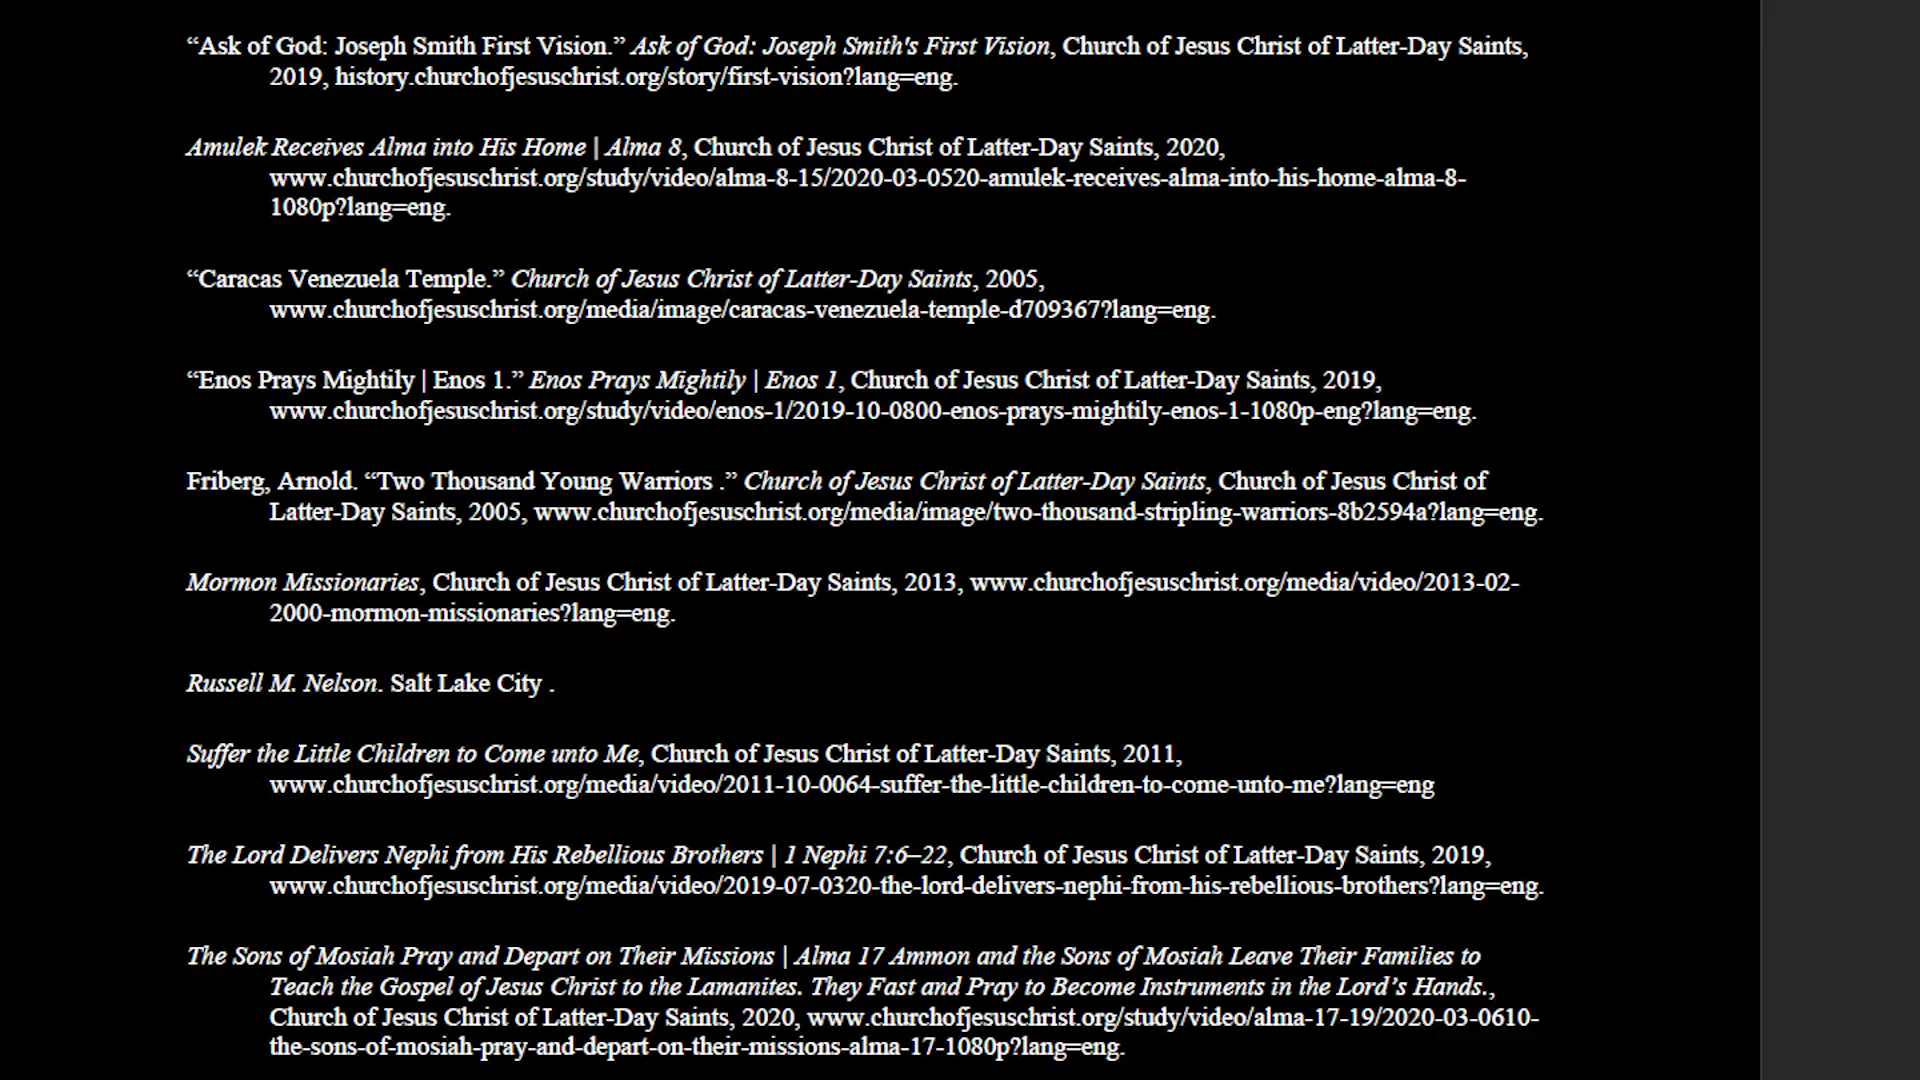 “Ask of God: Joseph Smith First Vision.” Ask of God: Joseph Smith's First Vision, Church of Jesus Christ of Latter-Day Saints,
2019, history.churchofjesuschrist.org/story/first-vision?lang=eng.
Amulek Receives Alma into His Home | Alma 8, Church of Jesus Christ of Latter-Day Saints, 2020,
www.churchofjesuschrist.org/study/video/alma-8-15/2020-03-0520-amulek-receives-alma-into-his-home-alma-8-
1080p?lang=eng.
“Caracas Venezuela Temple.” Church of Jesus Christ of Latter-Day Saints, 2005,
www.churchofjesuschrist.org/media/image/caracas-venezuela-temple-d709367?lang=eng.
“Enos Prays Mightily | Enos 1.” Enos Prays Mightily | Enos 1, Church of Jesus Christ of Latter-Day Saints, 2019,
www.churchofjesuschrist.org/study/video/enos-1/2019-10-0800-enos-prays-mightily-enos-1-1080p-eng?lang=eng.
Friberg, Arnold. “Two Thousand Young Warriors .” Church of Jesus Christ of Latter-Day Saints, Church of Jesus Christ of
Latter-Day Saints, 2005, www.churchofjesuschrist.org/media/image/two-thousand-stripling-warriors-8b2594a?lang=eng.
Mormon Missionaries, Church of Jesus Christ of Latter-Day Saints, 2013, www.churchofjesuschrist.org/media/video/2013-02-
2000-mormon-missionaries?lang=eng.
Russell M. Nelson. Salt Lake City .
Suffer the Little Children to Come unto Me, Church of Jesus Christ of Latter-Day Saints, 2011,
www.churchofjesuschrist.org/media/video/2011-10-0064-suffer-the-little-children-to-come-unto-me?lang=eng
The Lord Delivers Nephi from His Rebellious Brothers | 1 Nephi 7:6–22, Church of Jesus Christ of Latter-Day Saints, 2019,
www.churchofjesuschrist.org/media/video/2019-07-0320-the-lord-delivers-nephi-from-his-rebellious-brothers?lang=eng.
The Sons of Mosiah Pray and Depart on Their Missions | Alma 17 Ammon and the Sons of Mosiah Leave Their Families to
Teach the Gospel of Jesus Christ to the Lamanites. They Fast and Pray to Become Instruments in the Lord’s Hands.,
Church of Jesus Christ of Latter-Day Saints, 2020, www.churchofjesuschrist.org/study/video/alma-17-19/2020-03-0610-
the-sons-of-mosiah-pray-and-depart-on-their-missions-alma-17-1080p?lang=eng.